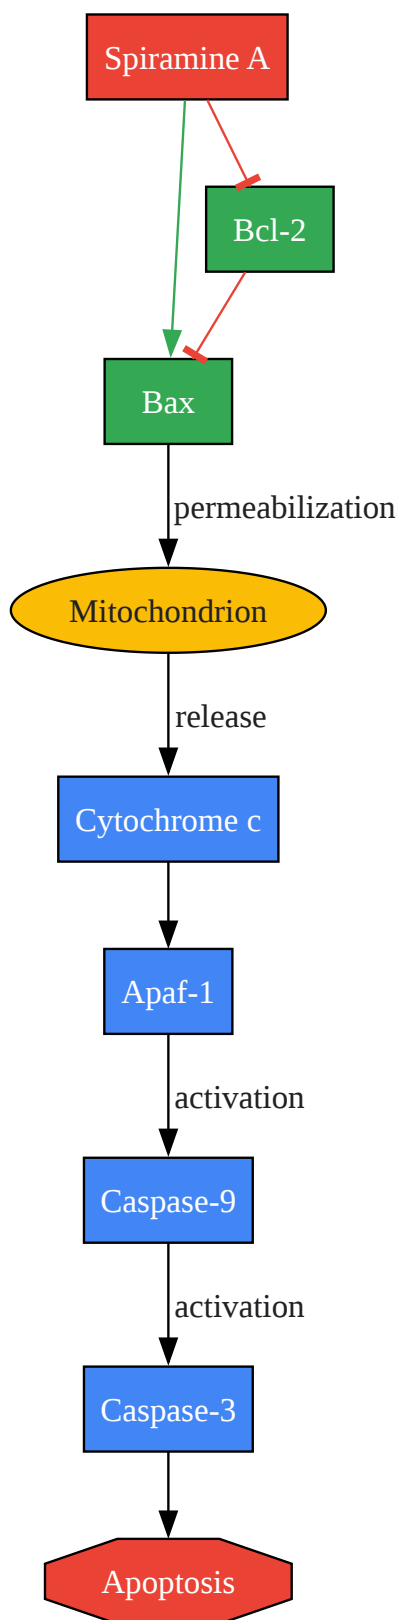 Spiramine A
Bcl-2
Bax
permeabilization
Mitochondrion
release
Cytochrome c
Apaf-1
activation
Caspase-9
activation
Caspase-3
Apoptosis